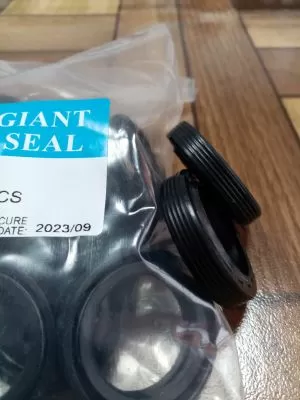 GIANT
SEAL
CS
CURE
DATE: 2023/09